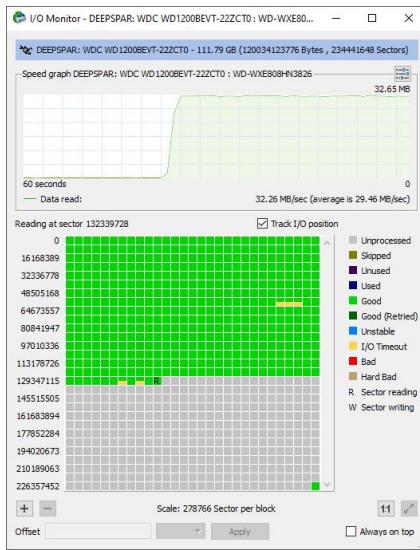 I/O Monitor - DEEPSPAR: WDC WD1200BEVT-22ZCT0 : WD-WXE80...
DEEPSPAR: WDC WD1200BEVT-22ZCT0 - 111.79 GB (120034123776 Bytes , 234441648 Sectors)
Speed graph DEEPSPAR: WDC WD1200BEVT-22ZCT0 : WD-WXE808HN3826
32.65 MB
60 seconds 0
Data read: 32.26 MB/sec (average is 29.46 MB/sec)
Reading at sector 132339728 Track I/O position
0
16168389
32336778
48505168
64673557
80841947
97010336
113178726
129347115
145515505
161683894
177852284
194020673
210189063
226357452
R
Unprocessed
Skipped
Unused
Used
Good
Good (Retried)
Unstable
I/O Timeout
Bad
Hard Bad
R Sector reading
W Sector writing
Scale: 278766 Sector per block 1:1
Offset Apply Always on top